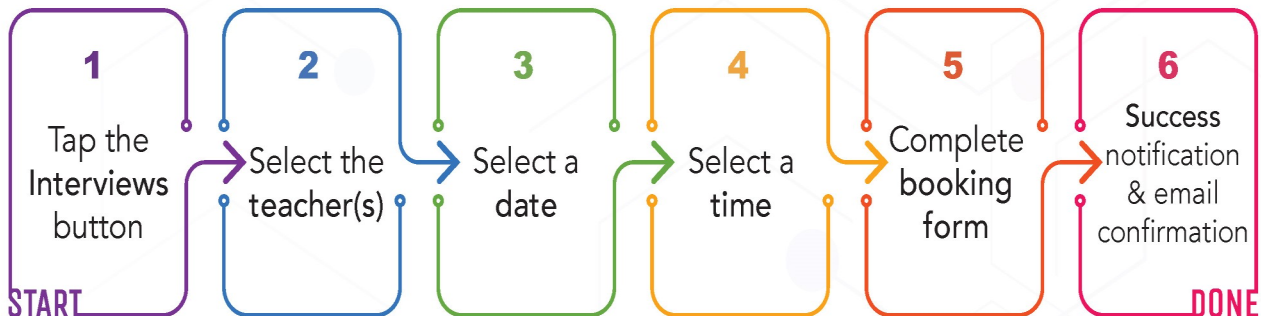 1
Tap the
Interviews
button
START
2
Select the
teacher(s)
3
Select a
date
4
Select a
time
5
Complete
booking
form
6
Success
notification
& email
confirmation
DONE